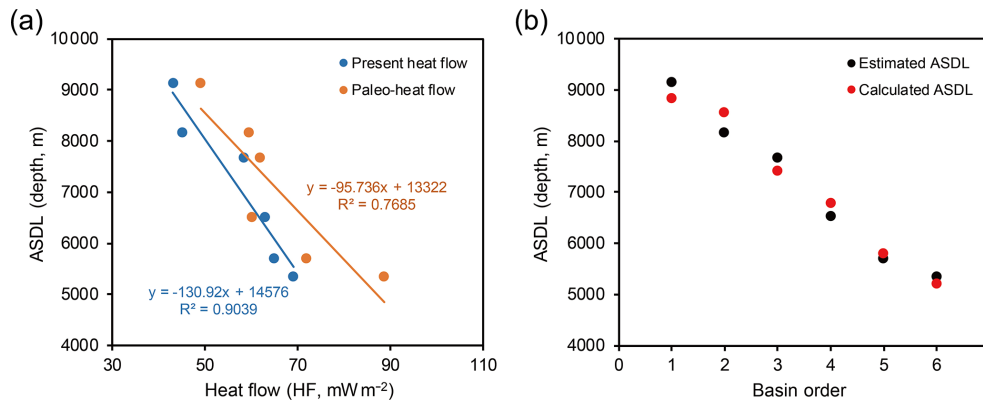 (a)
10000
9000
8000
7000
6000
5000
4000
ASDL (depth, m)
Present heat flow
Paleo-heat flow
y = -95.736x + 13322
R² = 0.7685
y = -130.92x + 14576
R² = 0.9039
30 50 70 90 110
Heat flow (HF, mW m⁻²)
(b)
10000
9000
8000
7000
6000
5000
4000
ASDL (depth, m)
Estimated ASDL
Calculated ASDL
0 1 2 3 4 5 6
Basin order